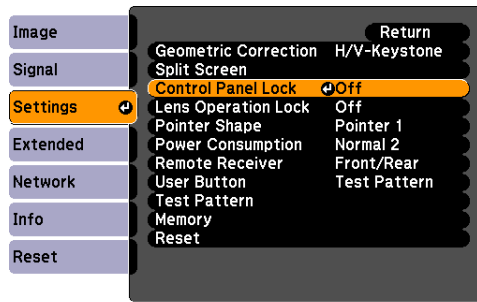 Image
Signal
Settings
Extended
Network
Info
Reset
Return
Geometric Correction H/V-Keystone
Split Screen
Control Panel Lock Off
Lens Operation Lock Off
Pointer Shape Pointer 1
Power Consumption Normal 2
Remote Receiver Front/Rear
User Button Test Pattern
Test Pattern
Memory
Reset